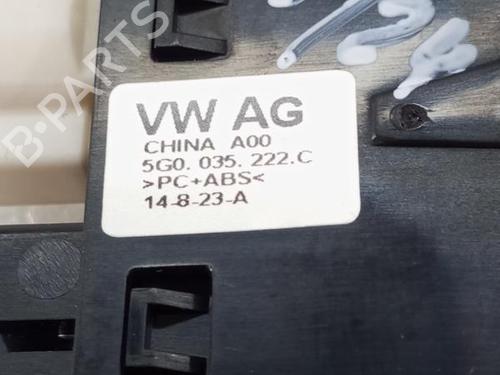 VW AG
CHINA A00
5G0. 035. 222.C
>PC+ABS<
14-8-23-A
B-PARTS